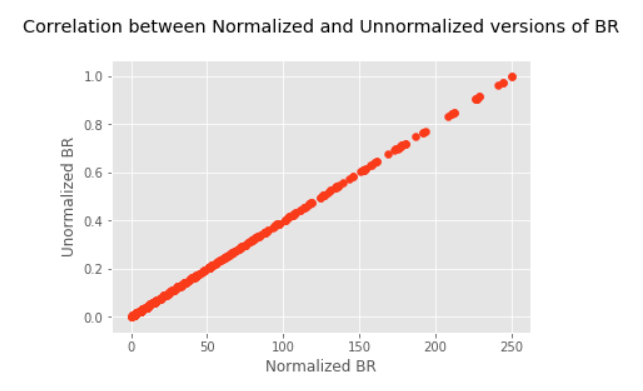 Correlation between Normalized and Unnormalized versions of BR
1.0
0.8
0.6
0.4
0.2
0.0
Unormalized BR
0 50 100 150 200 250
Normalized BR